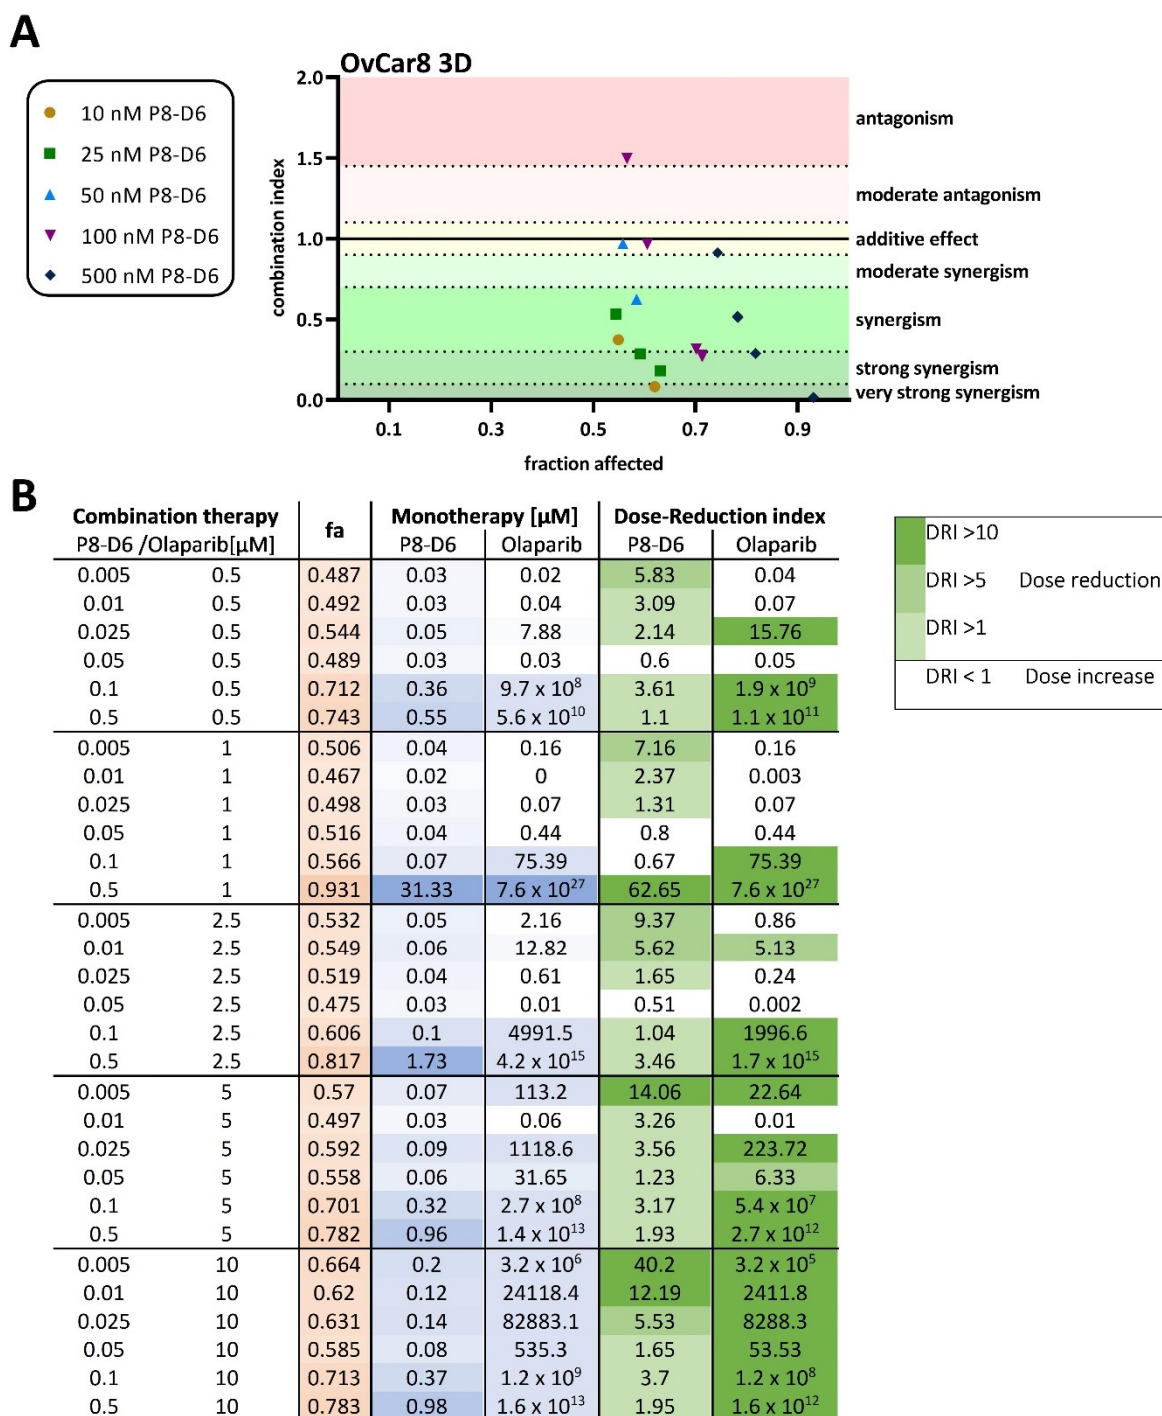 A
OvCar8 3D
10 nM P8-D6
25 nM P8-D6
50 nM P8-D6
100 nM P8-D6
500 nM P8-D6
combination index
2.0
1.5
1.0
0.5
0.0
0.1 0.3 0.5 0.7 0.9
fraction affected
antagonism
moderate antagonism
additive effect
moderate synergism
synergism
strong synergism
very strong synergism
B
Combination therapy fa Monotherapy [µM] Dose-Reduction index
P8-D6 /Olaparib[µM] P8-D6 Olaparib P8-D6 Olaparib
0.005 0.5 0.487 0.03 0.02 5.83 0.04
0.01 0.5 0.492 0.03 0.04 3.09 0.07
0.025 0.5 0.544 0.05 7.88 2.14 15.76
0.05 0.5 0.489 0.03 0.03 0.6 0.05
0.1 0.5 0.712 0.36 9.7 x 10⁸ 3.61 1.9 x 10⁹
0.5 0.5 0.743 0.55 5.6 x 10¹⁰ 1.1 1.1 x 10¹¹
0.005 1 0.506 0.04 0.16 7.16 0.16
0.01 1 0.467 0.02 0 2.37 0.003
0.025 1 0.498 0.03 0.07 1.31 0.07
0.05 1 0.516 0.04 0.44 0.8 0.44
0.1 1 0.566 0.07 75.39 0.67 75.39
0.5 1 0.931 31.33 7.6 x 10²⁷ 62.65 7.6 x 10²⁷
0.005 2.5 0.532 0.05 2.16 9.37 0.86
0.01 2.5 0.549 0.06 12.82 5.62 5.13
0.025 2.5 0.519 0.04 0.61 1.65 0.24
0.05 2.5 0.475 0.03 0.01 0.51 0.002
0.1 2.5 0.606 0.1 4991.5 1.04 1996.6
0.5 2.5 0.817 1.73 4.2 x 10¹⁵ 3.46 1.7 x 10¹⁵
0.005 5 0.57 0.07 113.2 14.06 22.64
0.01 5 0.497 0.03 0.06 3.26 0.01
0.025 5 0.592 0.09 1118.6 3.56 223.72
0.05 5 0.558 0.06 31.65 1.23 6.33
0.1 5 0.701 0.32 2.7 x 10⁸ 3.17 5.4 x 10⁷
0.5 5 0.782 0.96 1.4 x 10¹³ 1.93 2.7 x 10¹²
0.005 10 0.664 0.2 3.2 x 10⁶ 40.2 3.2 x 10⁵
0.01 10 0.62 0.12 24118.4 12.19 2411.8
0.025 10 0.631 0.14 82883.1 5.53 8288.3
0.05 10 0.585 0.08 535.3 1.65 53.53
0.1 10 0.713 0.37 1.2 x 10⁹ 3.7 1.2 x 10⁸
0.5 10 0.783 0.98 1.6 x 10¹³ 1.95 1.6 x 10¹²
DRI >10
DRI >5 Dose reduction
DRI >1
DRI < 1 Dose increase